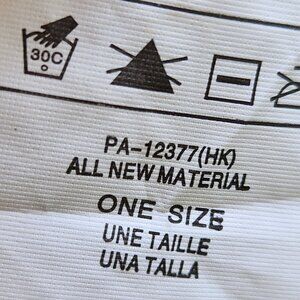 30C
PA-12377(HK)
ALL NEW MATERIAL
ONE SIZE
UNE TAILLE
UNA TALLA